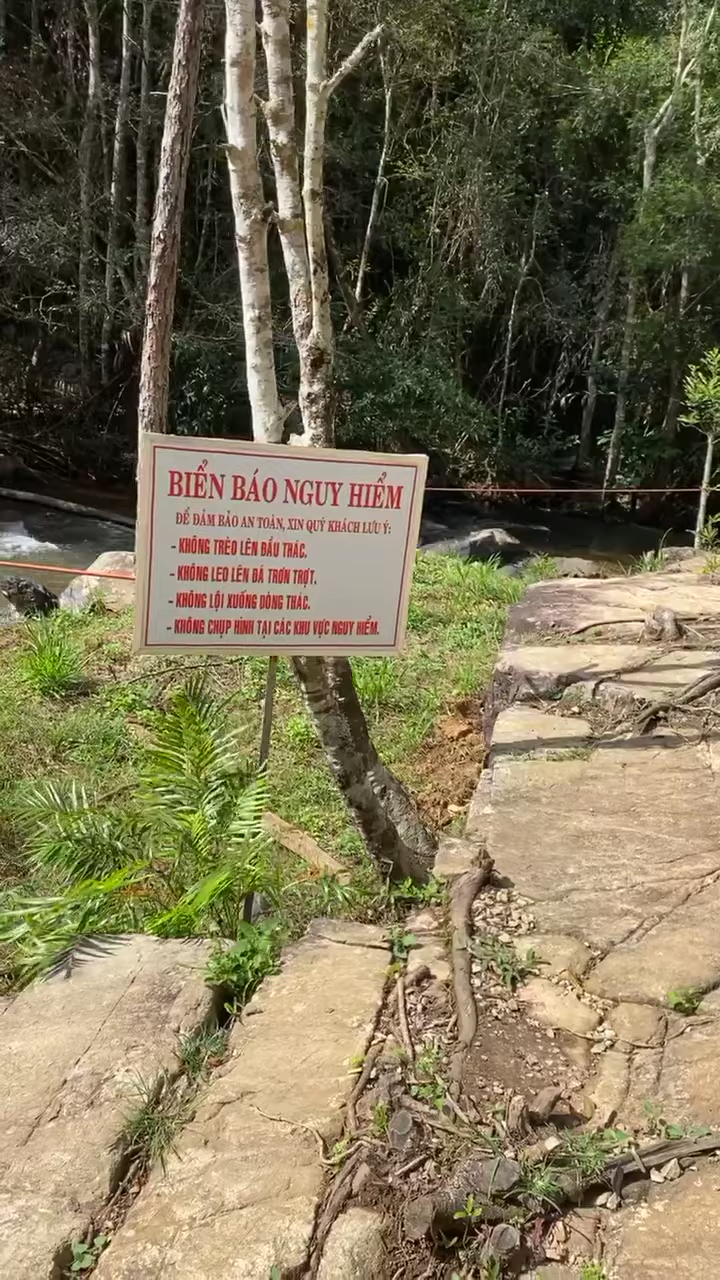 BIỂN BÁO NGUY HIỂM
ĐỂ ĐẢM BẢO AN TOÀN, XIN QUÝ KHÁCH LƯU Ý:
- KHÔNG TRÈO LÊN ĐẦU THÁC.
- KHÔNG LEO LÊN ĐÁ TRƠN TRỢT.
- KHÔNG LỘI XUỐNG DÒNG THÁC.
- KHÔNG CHỤP HÌNH TẠI CÁC KHU VỰC NGUY HIỂM.